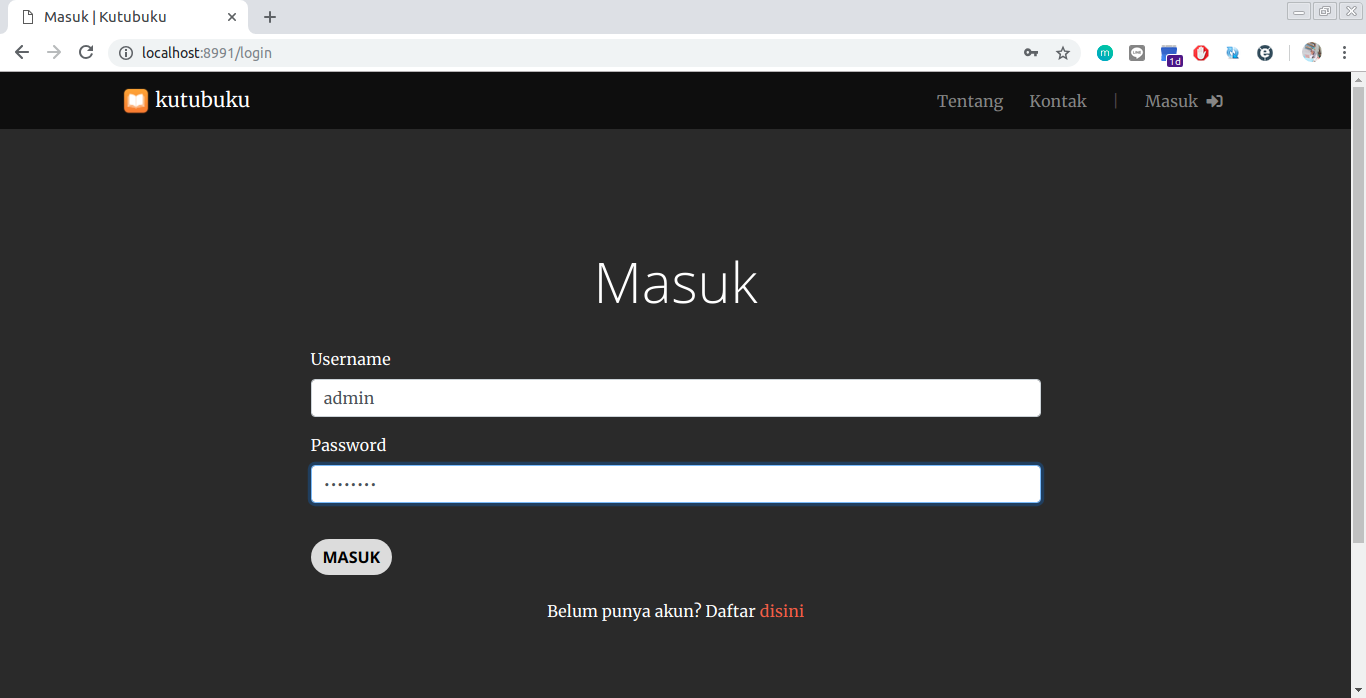 Masuk | Kutubuku
localhost:8991/login
m
LINE
1d
e
kutubuku
Tentang Kontak | Masuk
Masuk
Username
admin
Password
••••••••
MASUK
Belum punya akun? Daftar disini